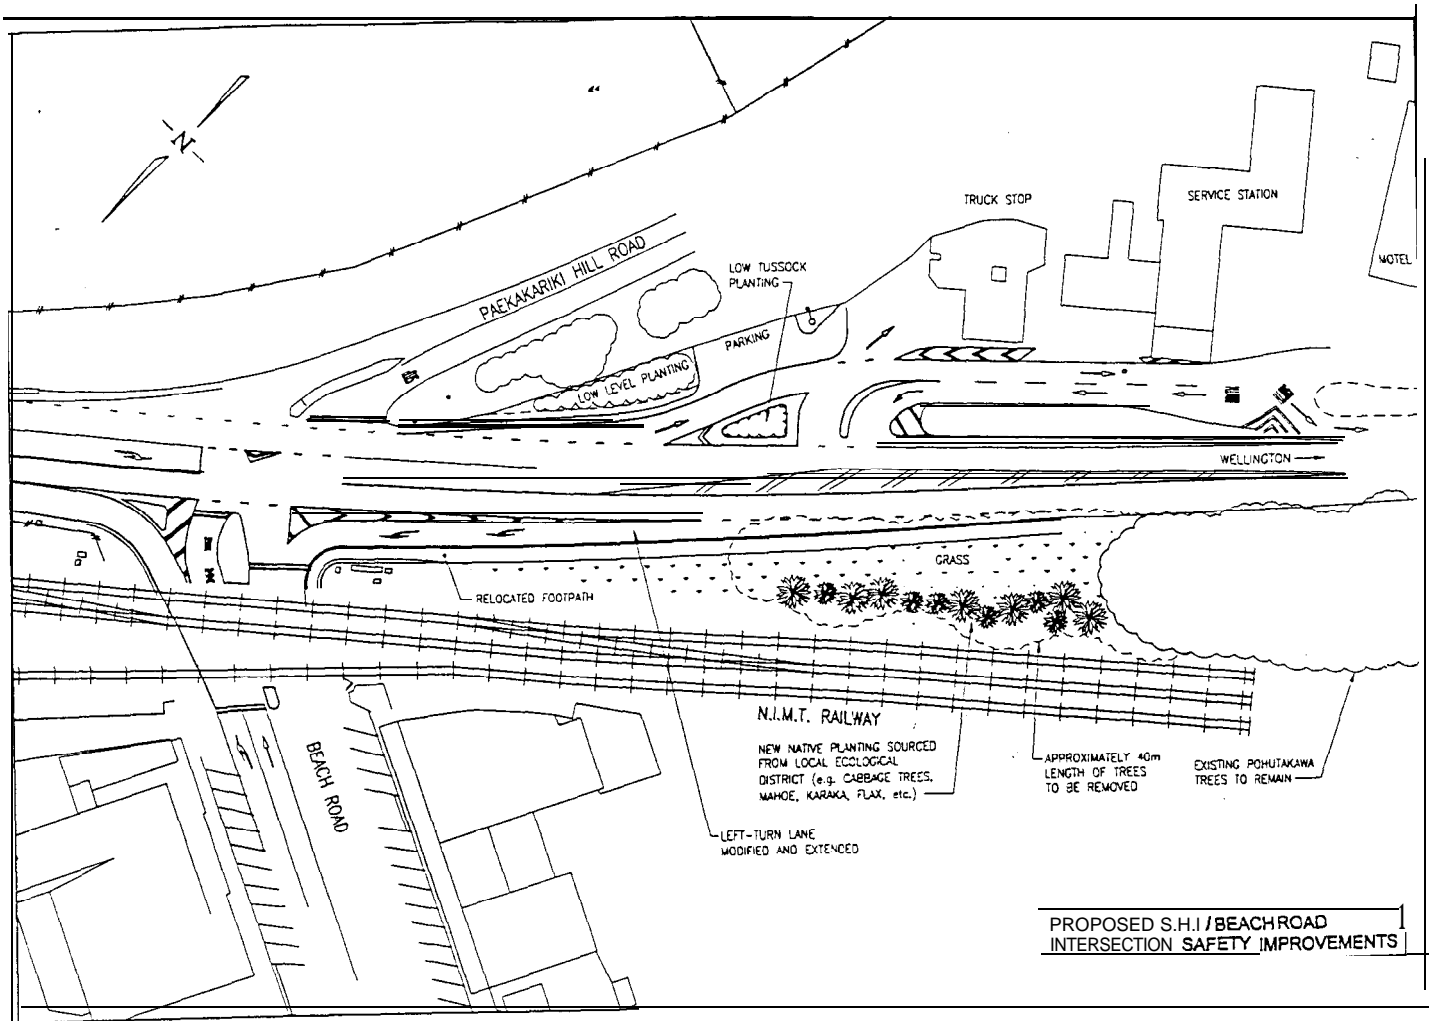 N
TRUCK STOP
SERVICE STATION
MOTEL
PAEKAKARIKI HILL ROAD
LOW TUSSOCK
PLANTING
PARKING
LOW LEVEL PLANTING
WELLINGTON
GRASS
RELOCATED FOOTPATH
N.I.M.T. RAILWAY
NEW NATIVE PLANTING SOURCED
FROM LOCAL ECOLOGICAL
DISTRICT (e.g. CABBAGE TREES,
MAHOE, KARAKA, FLAX, etc.)
APPROXIMATELY 40m
LENGTH OF TREES
TO BE REMOVED
EXISTING POHUTAKAWA
TREES TO REMAIN
BEACH ROAD
LEFT-TURN LANE
MODIFIED AND EXTENDED
PROPOSED S.H.I / BEACH ROAD 1
INTERSECTION SAFETY IMPROVEMENTS